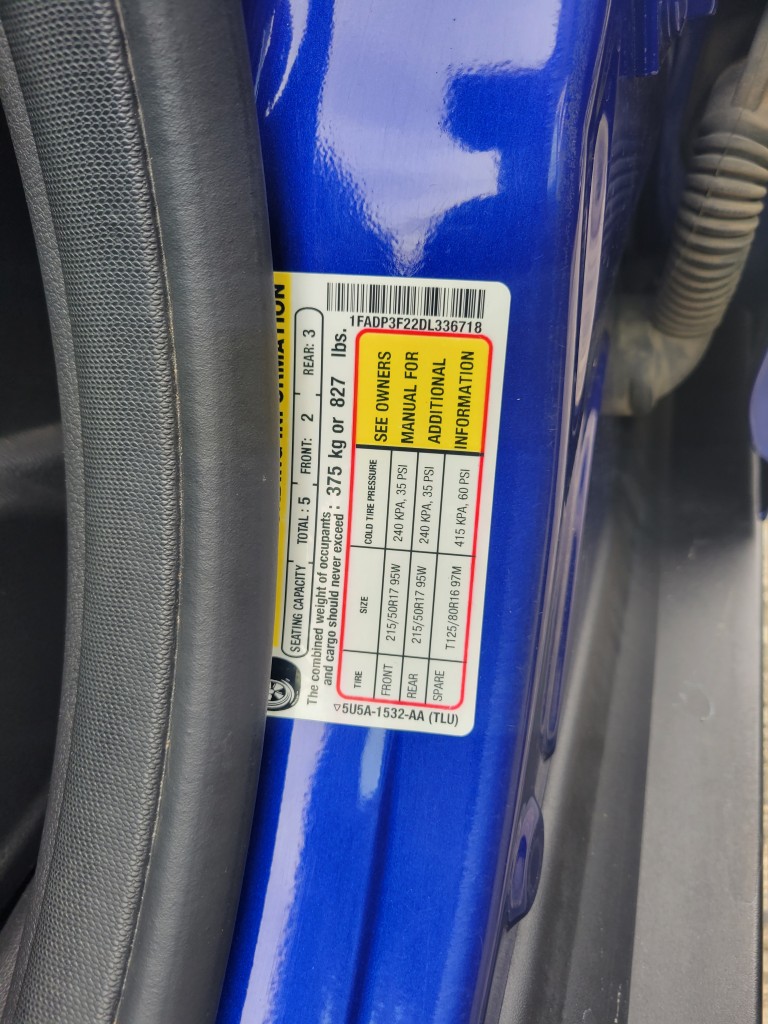 INFORMATION
SEATING CAPACITY TOTAL : 5 FRONT: 2 REAR: 3
The combined weight of occupants
and cargo should never exceed : 375 kg or 827 lbs.
TIRE SIZE COLD TIRE PRESSURE
FRONT 215/50R17 95W 240 KPA, 35 PSI
REAR 215/50R17 95W 240 KPA, 35 PSI
SPARE T125/80R16 97M 415 KPA, 60 PSI
SEE OWNERS
MANUAL FOR
ADDITIONAL
INFORMATION
1FADP3F22DL336718
▽5U5A-1532-AA (TLU)